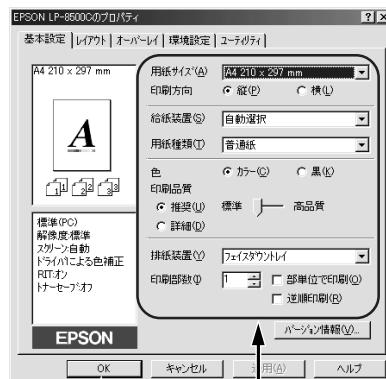 EPSON LP-8500Cのプロパティ
基本設定 レイアウト オーバーレイ 環境設定 ユーティリティ
A4 210 x 297 mm
A
1 1 2 2 3 3
標準(PC)
解像度:標準
スクリーン:自動
ドライバによる色補正
RIT:オン
トナーセーブ:オフ
EPSON
用紙サイズ(A) A4 210 x 297 mm
印刷方向 縦(P) 横(L)
給紙装置(S) 自動選択
用紙種類(T) 普通紙
色 カラー(C) 黒(K)
印刷品質
推奨(U) 標準 高品質
詳細(D)
排紙装置(Y) フェイスダウントレイ
印刷部数(I) 1 部単位で印刷(O)
逆順印刷(R)
バージョン情報(V)...
OK キャンセル 適用(A) ヘルプ